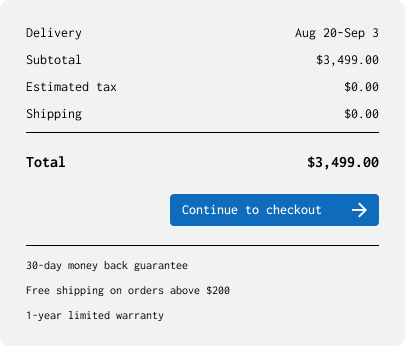 Delivery Aug 20-Sep 3
Subtotal $3,499.00
Estimated tax $0.00
Shipping $0.00
Total $3,499.00
Continue to checkout →
30-day money back guarantee
Free shipping on orders above $200
1-year limited warranty